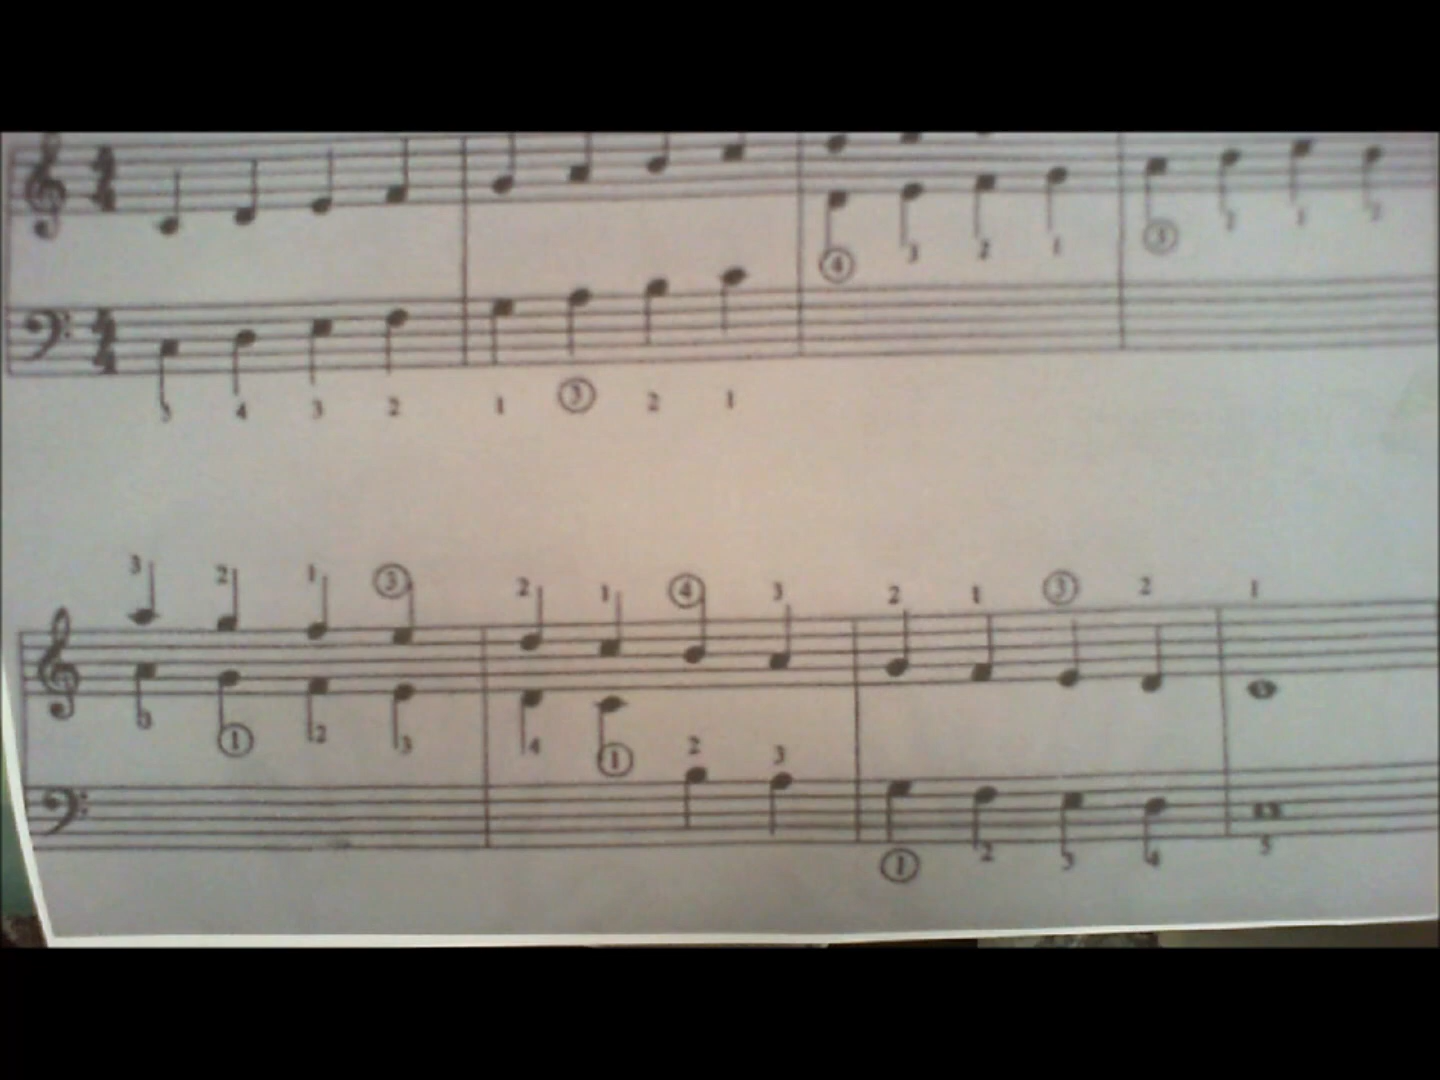 4 4
④ 3 2 1 ③
4 4
5 4 3 2 1 ③ 2 1
3 2 1 ③ 2 1 ④ 3 2 1 ③ 2 1
① 2 3 4 ① 2 3
① 2 3 4 5